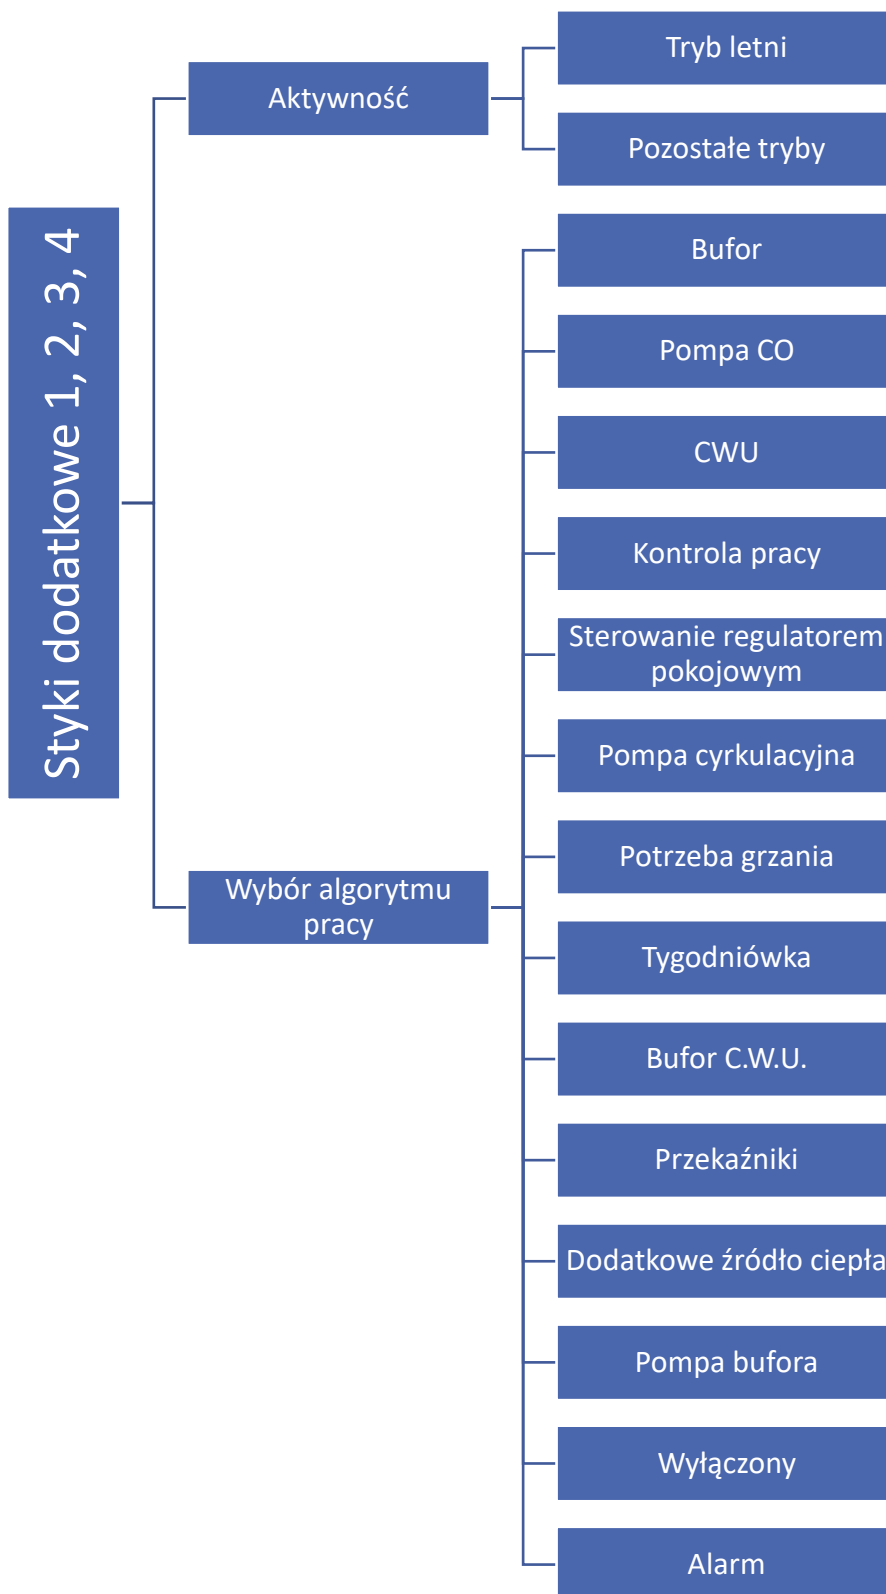 Styki dodatkowe 1, 2, 3, 4
Aktywność
Tryb letni
Pozostałe tryby
Wybór algorytmu
pracy
Bufor
Pompa CO
CWU
Kontrola pracy
Sterowanie regulatorem
pokojowym
Pompa cyrkulacyjna
Potrzeba grzania
Tygodniówka
Bufor C.W.U.
Przekaźniki
Dodatkowe źródło ciepła
Pompa bufora
Wyłączony
Alarm